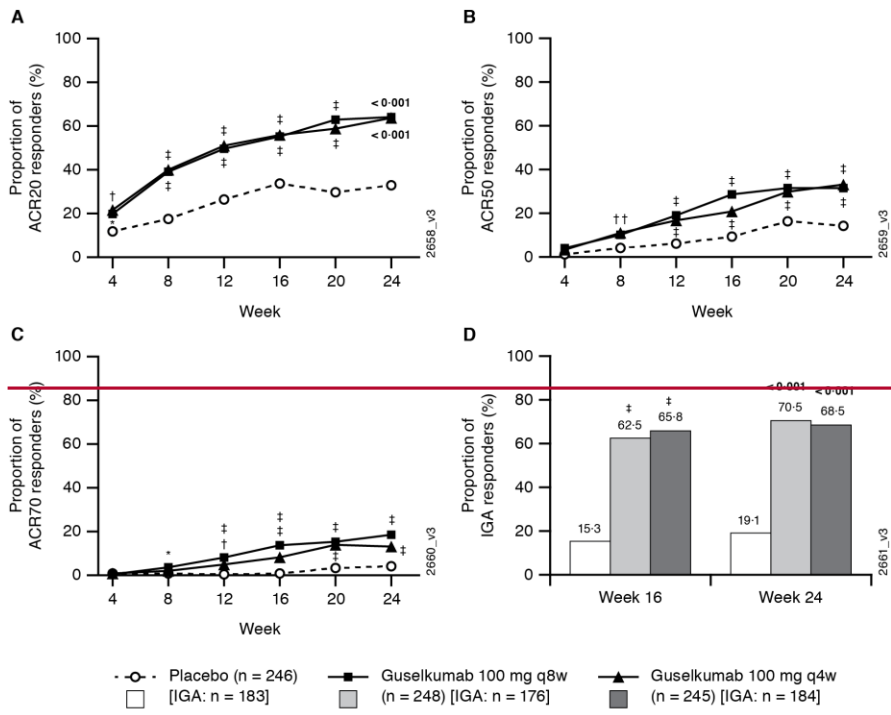 A
100
80
60
40
20
0
Proportion of
ACR20 responders (%)
†
*
‡
‡
‡
‡
‡
‡
‡
‡
< 0·001
< 0·001
4 8 12 16 20 24
Week
2658_v3
B
100
80
60
40
20
0
Proportion of
ACR50 responders (%)
††
‡
‡
‡
‡
‡
‡
‡
‡
4 8 12 16 20 24
Week
2659_v3
C
100
80
60
40
20
0
Proportion of
ACR70 responders (%)
*
‡
†
‡
‡
‡
‡
‡
‡
4 8 12 16 20 24
Week
2660_v3
D
100
80
60
40
20
0
Proportion of
IGA responders (%)
15·3
‡
62·5
‡
65·8
19·1
< 0·001
70·5
< 0·001
68·5
Week 16 Week 24
2661_v3
Placebo (n = 246)
[IGA: n = 183]
Guselkumab 100 mg q8w
(n = 248) [IGA: n = 176]
Guselkumab 100 mg q4w
(n = 245) [IGA: n = 184]